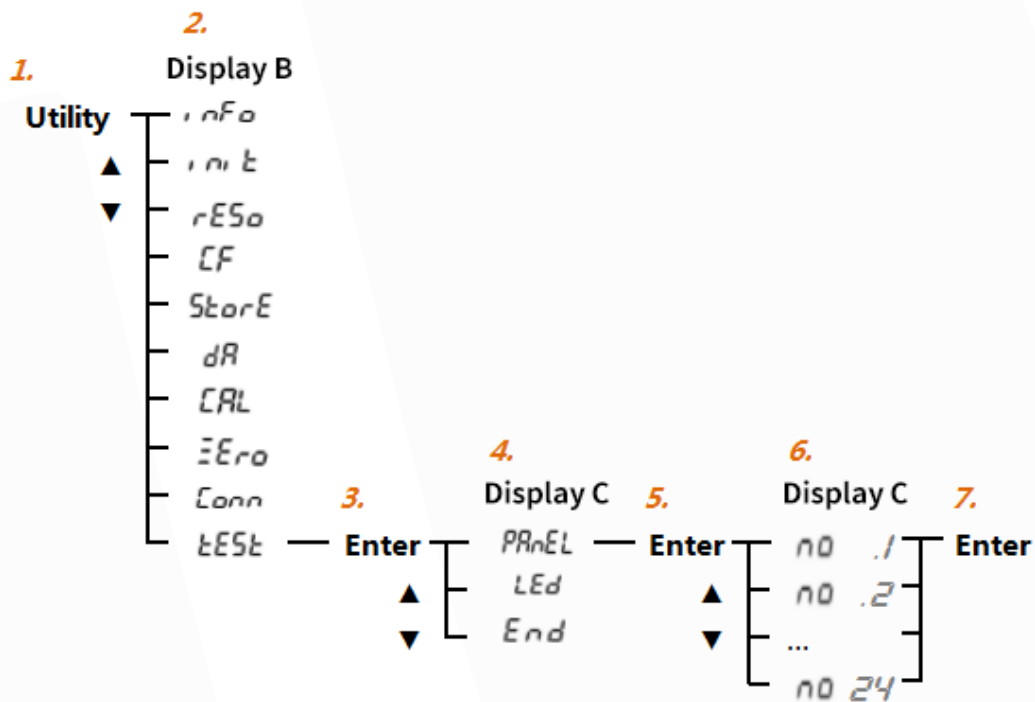 2.
Display B
1.
Utility
inFo
▲
init
▼
rESo
CF
StorE
dA
CAL
ZEro
Conn
tESt
3.
Enter
▲
▼
4.
Display C
PAnEL
LEd
End
5.
Enter
▲
▼
6.
Display C
no .1
no .2
...
no 24
7.
Enter